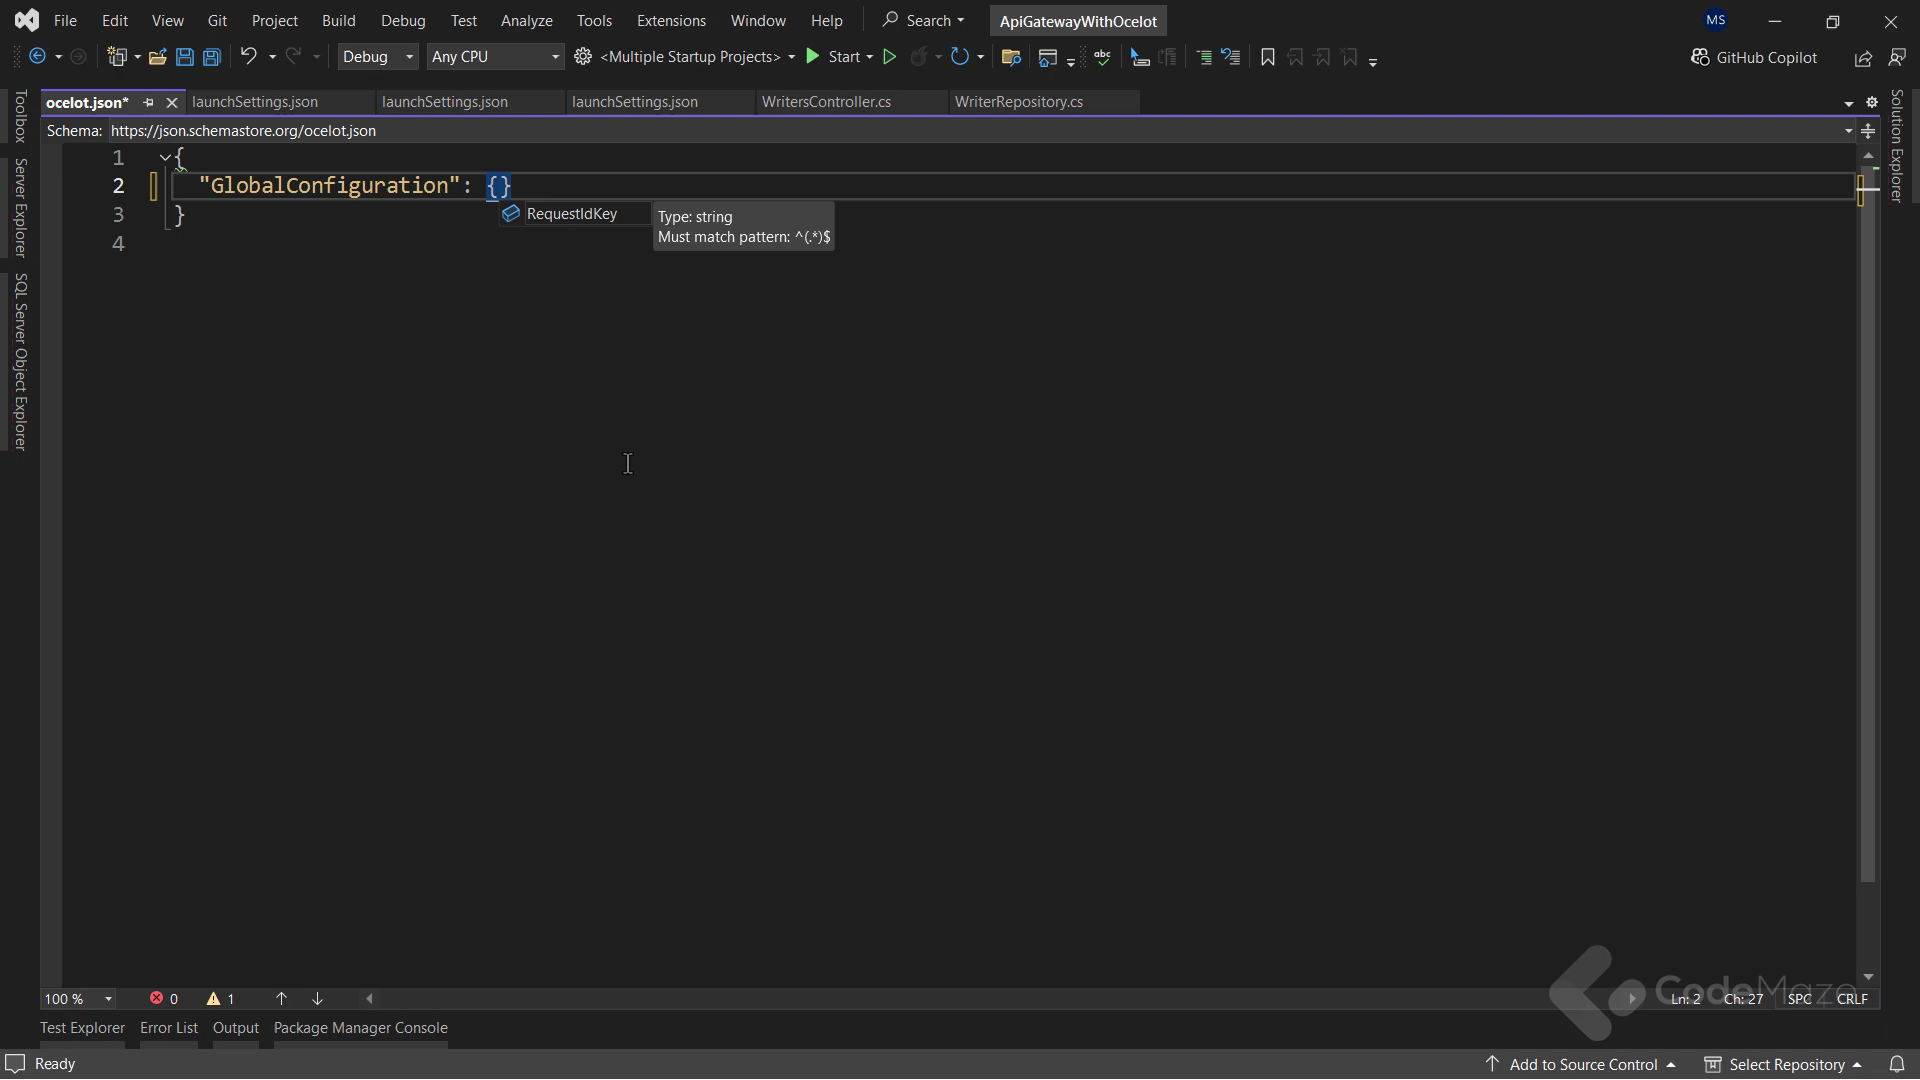 File Edit View Git Project Build Debug Test Analyze Tools Extensions Window Help Search ApiGatewayWithOcelot MS
Debug Any CPU <Multiple Startup Projects> Start abc GitHub Copilot
ocelot.json* launchSettings.json launchSettings.json launchSettings.json WritersController.cs WriterRepository.cs
Schema: https://json.schemastore.org/ocelot.json
Toolbox
Server Explorer
SQL Server Object Explorer
Solution Explorer
1 {
2 "GlobalConfiguration": {}
3 }
4
RequestIdKey
Type: string
Must match pattern: ^(.*)$
100 % 0 1 Ln: 2 Ch: 27 SPC CRLF
CodeMaze
Test Explorer Error List Output Package Manager Console
Ready Add to Source Control Select Repository